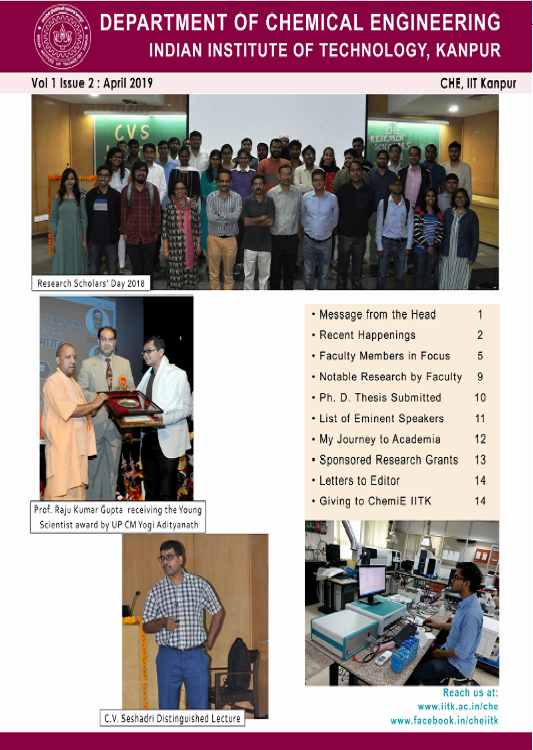 DEPARTMENT OF CHEMICAL ENGINEERING
INDIAN INSTITUTE OF TECHNOLOGY, KANPUR
Vol 1 Issue 2 : April 2019
CHE, IIT Kanpur
CVS
CHE
RESEARCH
SCHOLARS
Research Scholars' Day 2018
• Message from the Head 1
• Recent Happenings 2
• Faculty Members in Focus 5
• Notable Research by Faculty 9
• Ph. D. Thesis Submitted 10
• List of Eminent Speakers 11
• My Journey to Academia 12
• Sponsored Research Grants 13
• Letters to Editor 14
• Giving to ChemiE IITK 14
Prof. Raju Kumar Gupta receiving the Young
Scientist award by UP CM Yogi Adityanath
C.V. Seshadri Distinguished Lecture
Reach us at:
www.iitk.ac.in/che
www.facebook.in/cheiitk